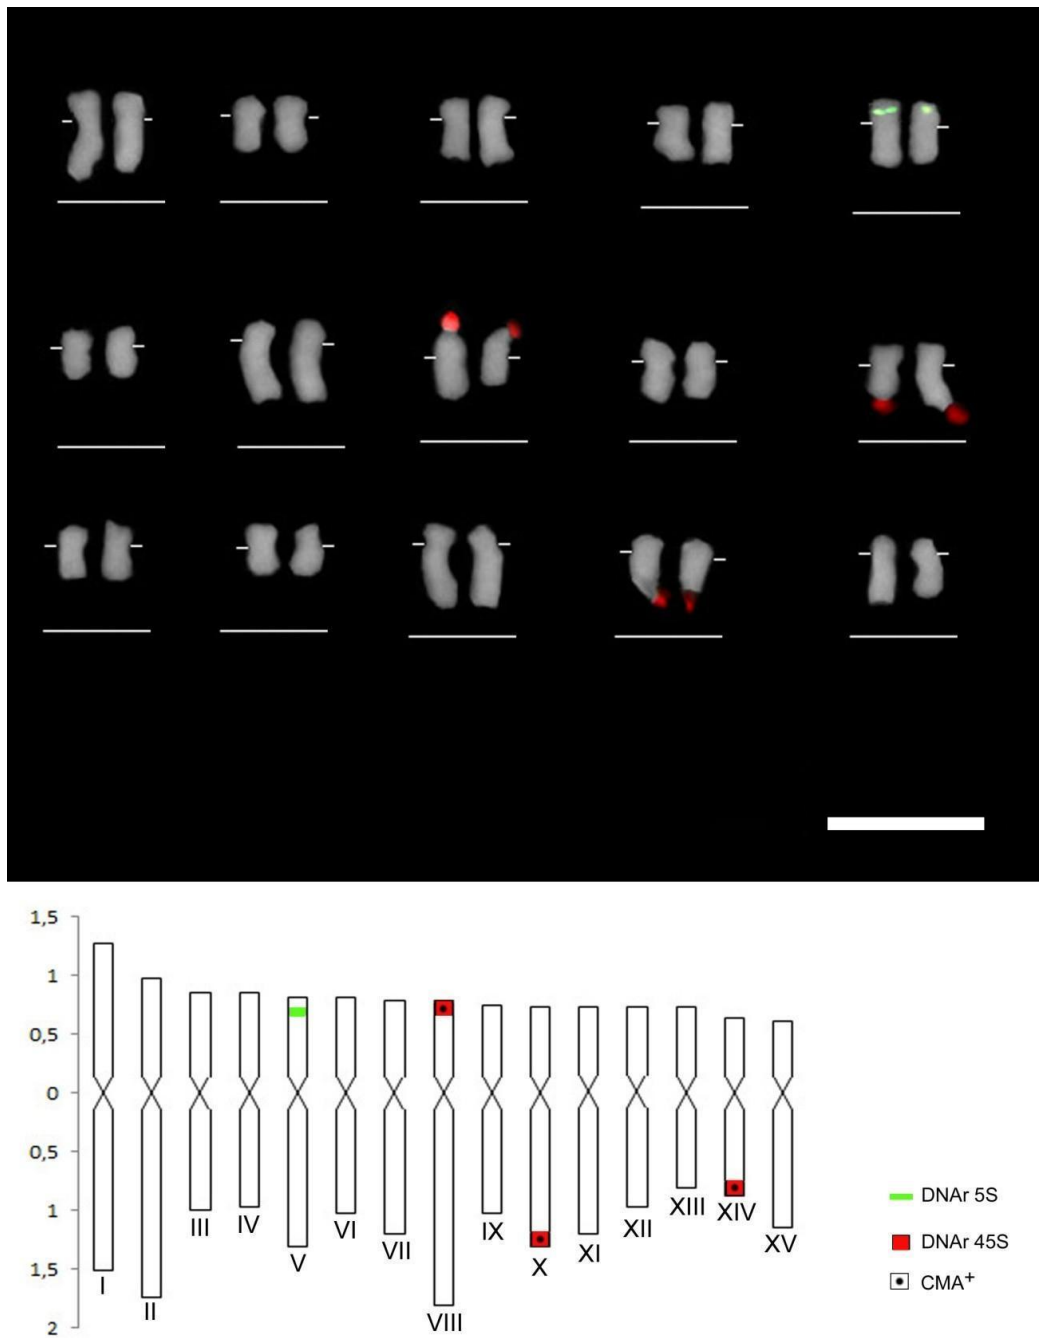 1,5
1
0,5
0
0,5
1
1,5
2
I
II
III
IV
V
VI
VII
VIII
IX
X
XI
XII
XIII
XIV
XV
DNAr 5S
DNAr 45S
CMA+